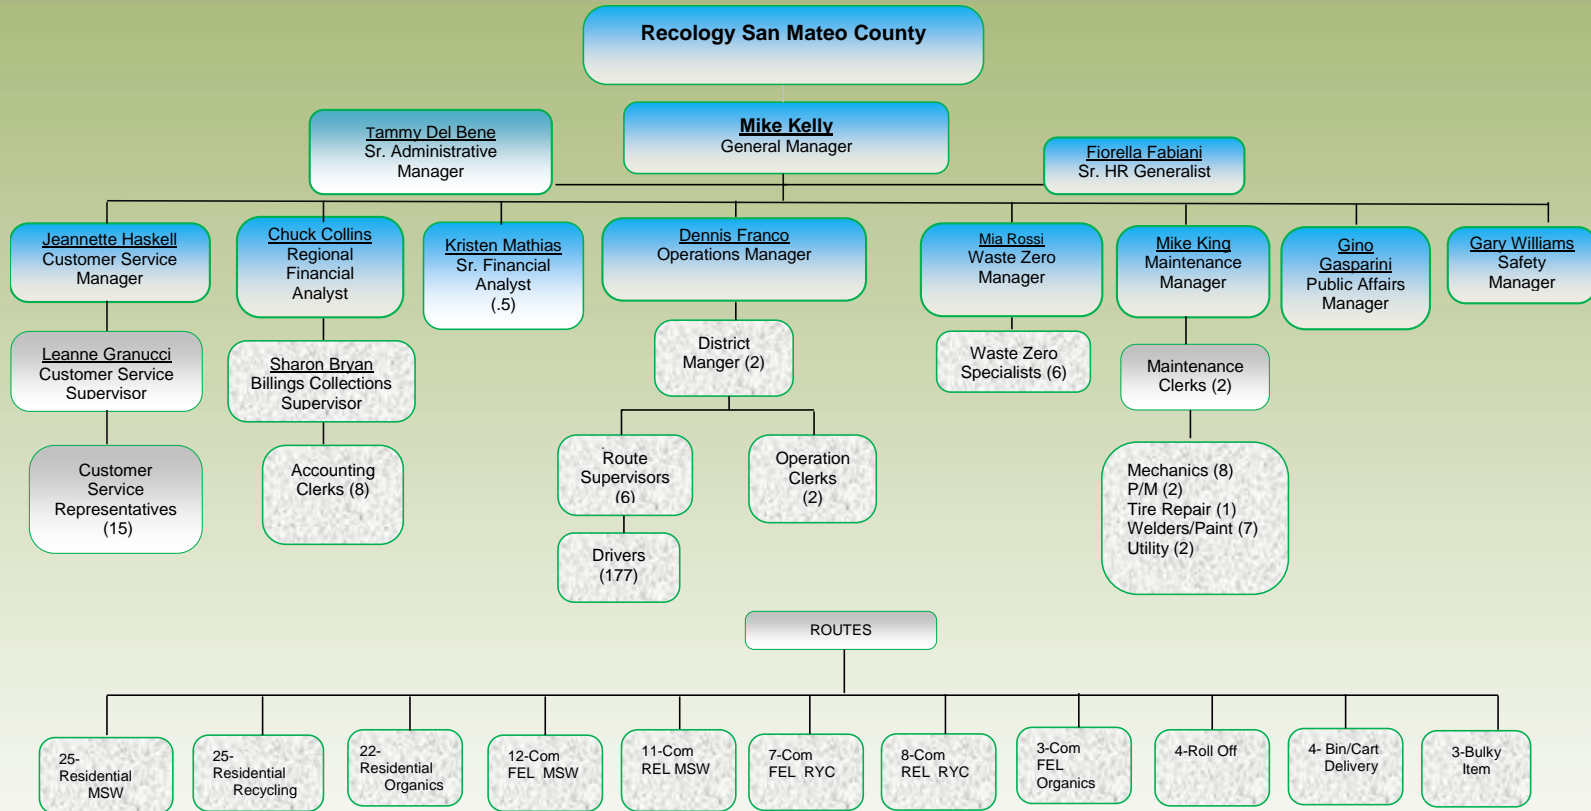 Recology San Mateo County
Tammy Del Bene
Sr. Administrative
Manager
Mike Kelly
General Manager
Fiorella Fabiani
Sr. HR Generalist
Jeannette Haskell
Customer Service
Manager
Chuck Collins
Regional
Financial
Analyst
Kristen Mathias
Sr. Financial
Analyst
(.5)
Dennis Franco
Operations Manager
Mia Rossi
Waste Zero
Manager
Mike King
Maintenance
Manager
Gino
Gasparini
Public Affairs
Manager
Gary Williams
Safety
Manager
Leanne Granucci
Customer Service
Supervisor
Sharon Bryan
Billings Collections
Supervisor
District
Manger (2)
Waste Zero
Specialists (6)
Maintenance
Clerks (2)
Customer
Service
Representatives
(15)
Accounting
Clerks (8)
Route
Supervisors
(6)
Operation
Clerks
(2)
Mechanics (8)
P/M (2)
Tire Repair (1)
Welders/Paint (7)
Utility (2)
Drivers
(177)
ROUTES
25-
Residential
MSW
25-
Residential
Recycling
22-
Residential
Organics
12-Com
FEL MSW
11-Com
REL MSW
7-Com
FEL RYC
8-Com
REL RYC
3-Com
FEL
Organics
4-Roll Off
4- Bin/Cart
Delivery
3-Bulky
Item